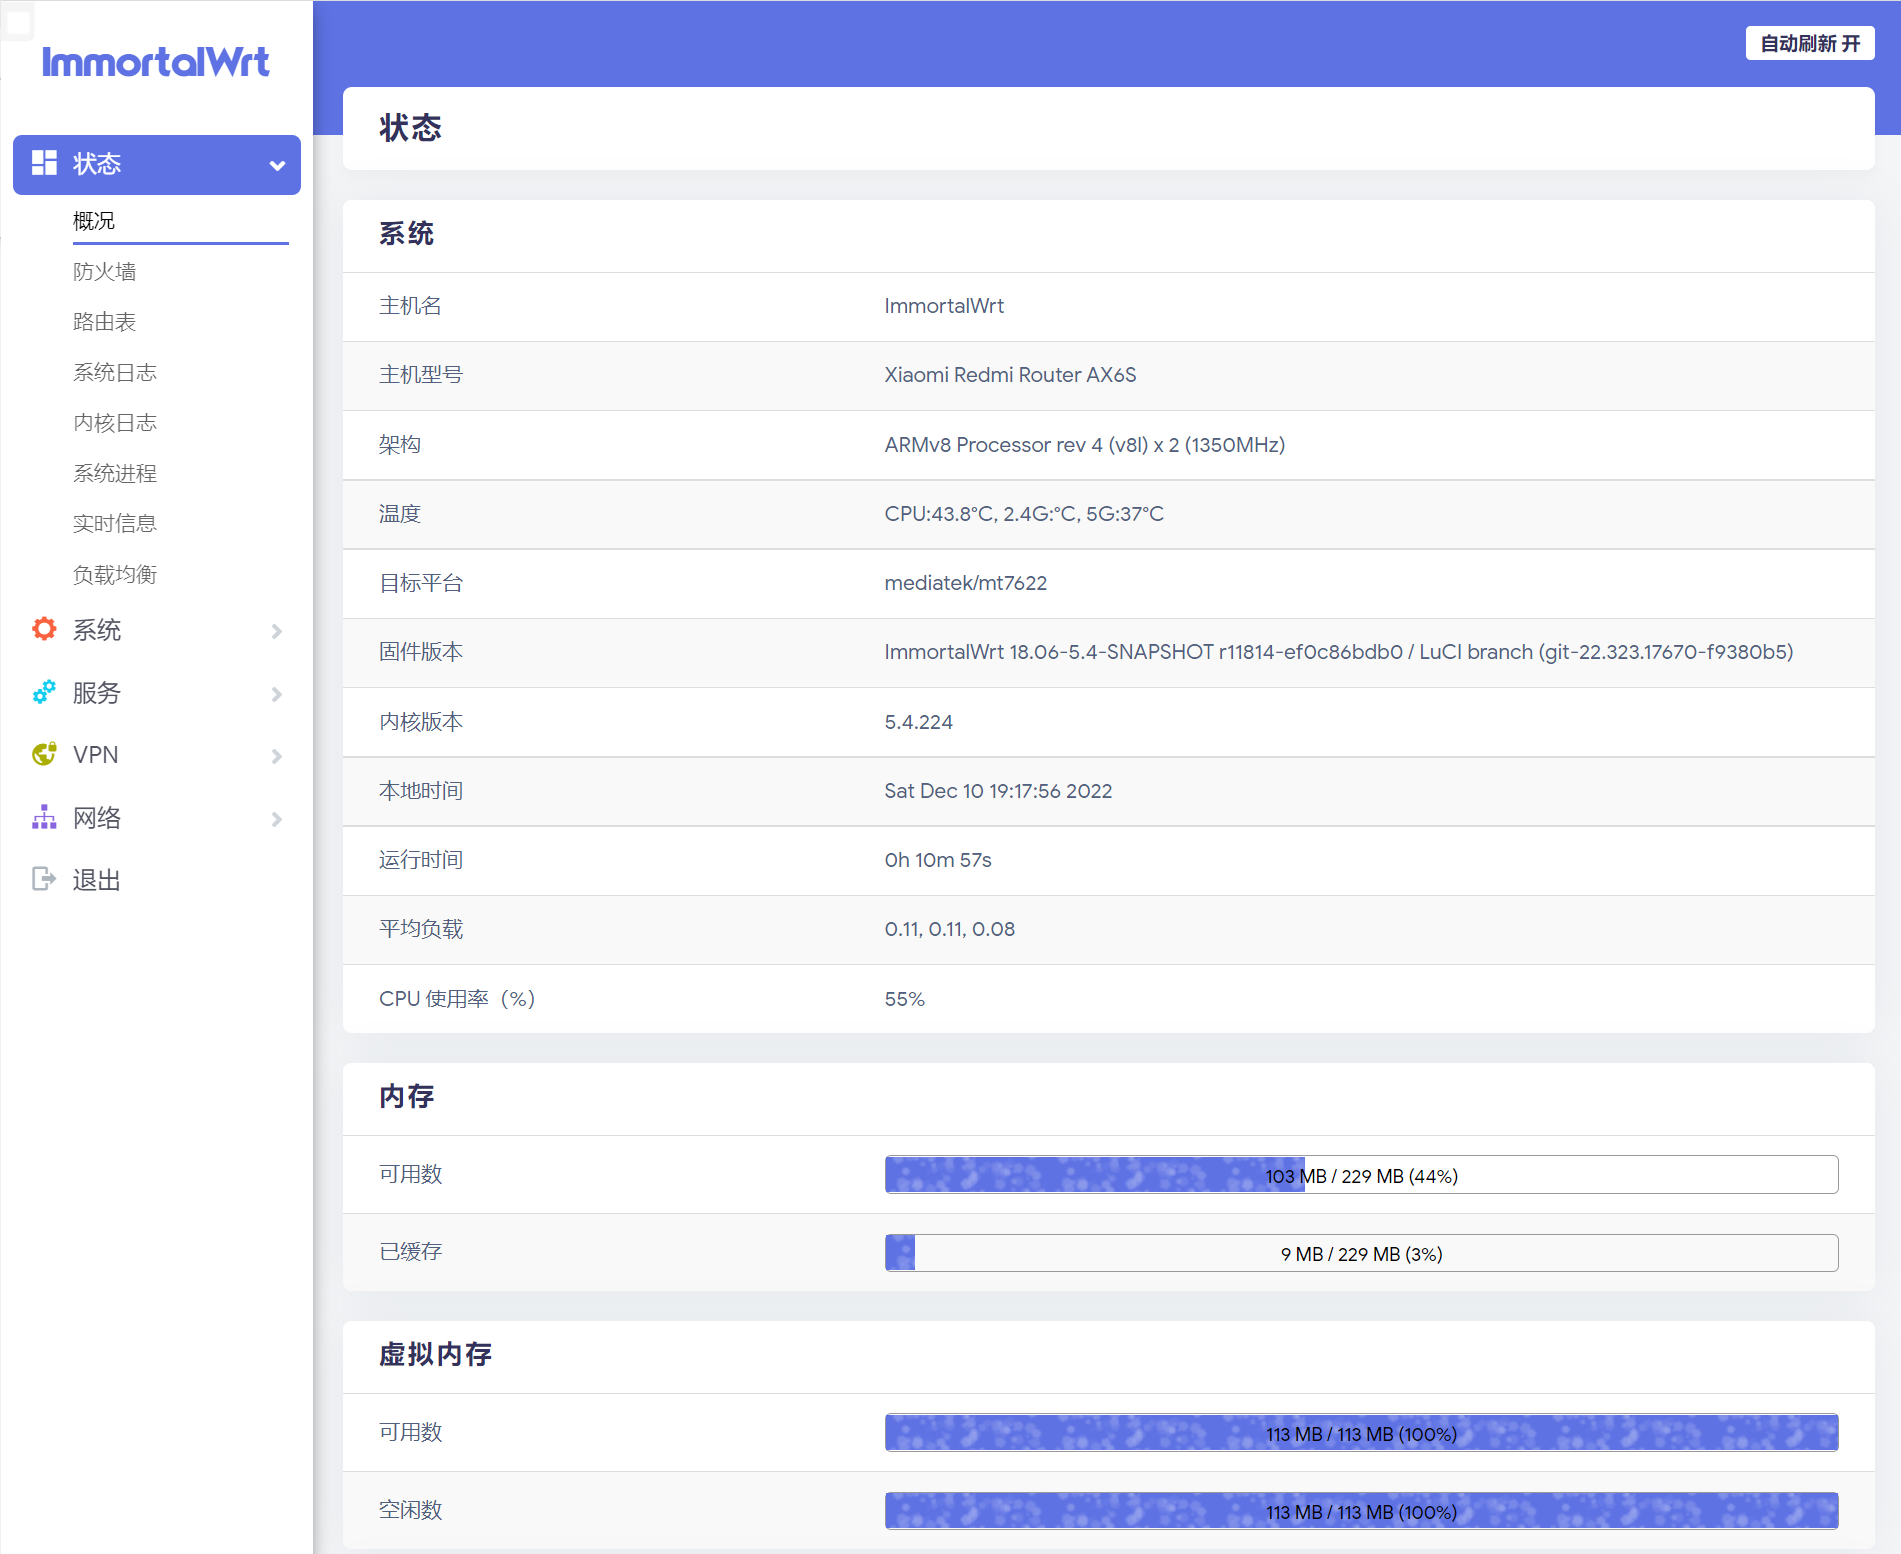 ImmortalWrt
状态
概况
防火墙
路由表
系统日志
内核日志
系统进程
实时信息
负载均衡
系统
服务
VPN
网络
退出
自动刷新 开
状态
系统
主机名 ImmortalWrt
主机型号 Xiaomi Redmi Router AX6S
架构 ARMv8 Processor rev 4 (v8l) x 2 (1350MHz)
温度 CPU:43.8°C, 2.4G:°C, 5G:37°C
目标平台 mediatek/mt7622
固件版本 ImmortalWrt 18.06-5.4-SNAPSHOT r11814-ef0c86bdb0 / LuCI branch (git-22.323.17670-f9380b5)
内核版本 5.4.224
本地时间 Sat Dec 10 19:17:56 2022
运行时间 0h 10m 57s
平均负载 0.11, 0.11, 0.08
CPU 使用率（%） 55%
内存
可用数 103 MB / 229 MB (44%)
已缓存 9 MB / 229 MB (3%)
虚拟内存
可用数 113 MB / 113 MB (100%)
空闲数 113 MB / 113 MB (100%)